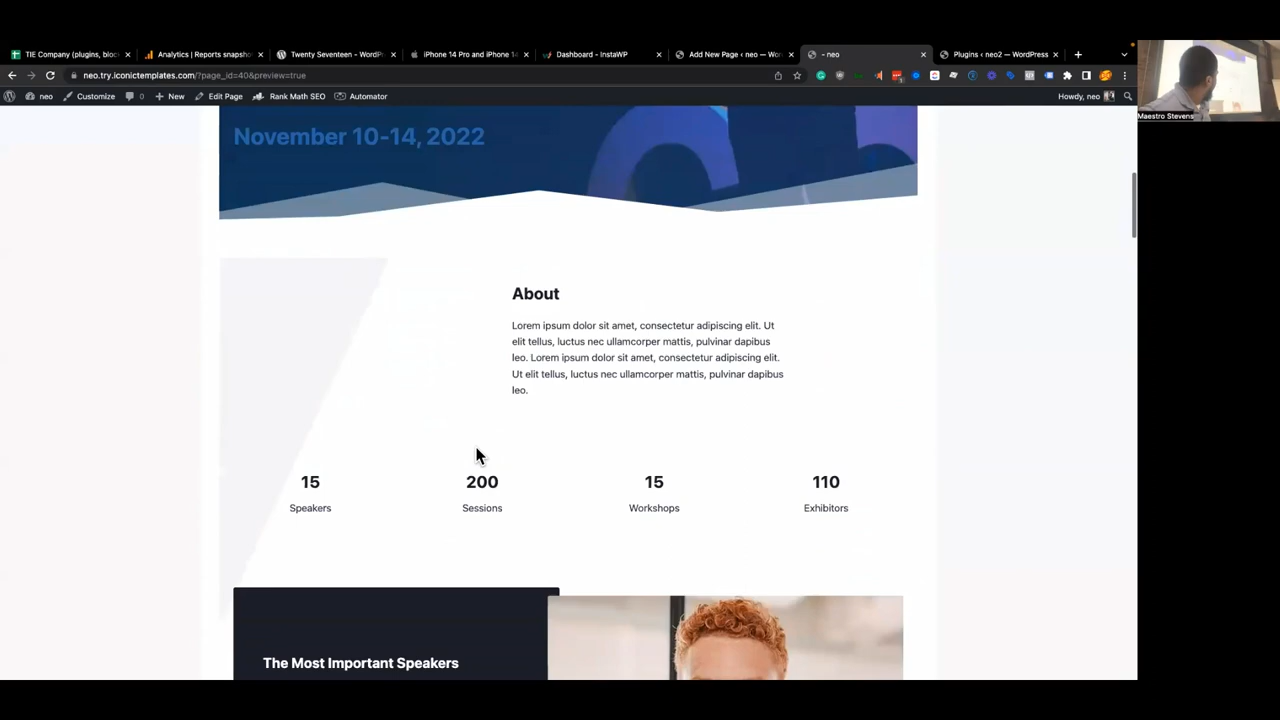 TIE Company (plugins, bloc
Analytics | Reports snapsho
Twenty Seventeen – WordPr
iPhone 14 Pro and iPhone 14
Dashboard - InstaWP
Add New Page ‹ neo — Wor
- neo
Plugins ‹ neo2 — WordPress
neo.try.iconictemplates.com/?page_id=40&preview=true
neo
Customize
0
New
Edit Page
Rank Math SEO
Automator
Howdy, neo
Maestro Stevens
November 10-14, 2022
About
Lorem ipsum dolor sit amet, consectetur adipiscing elit. Ut
elit tellus, luctus nec ullamcorper mattis, pulvinar dapibus
leo. Lorem ipsum dolor sit amet, consectetur adipiscing elit.
Ut elit tellus, luctus nec ullamcorper mattis, pulvinar dapibus
leo.
15
200
15
110
Speakers
Sessions
Workshops
Exhibitors
The Most Important Speakers